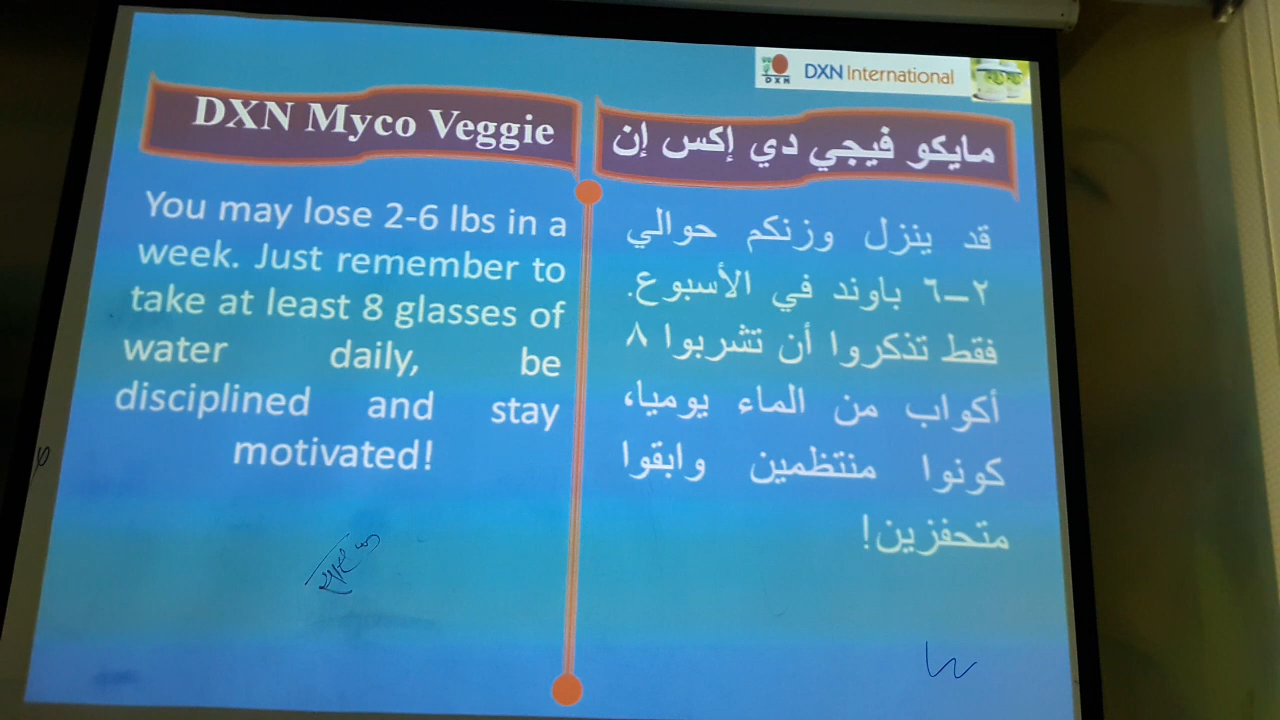 DXN
DXN International
DXN Myco Veggie
You may lose 2-6 lbs in a
week. Just remember to
take at least 8 glasses of
water daily, be
disciplined and stay
motivated!
مايكو فيجي دي إكس إن
قد ينزل وزنكم حوالي
٢–٦ باوند في الأسبوع.
فقط تذكروا أن تشربوا ٨
أكواب من الماء يوميا،
كونوا منتظمين وابقوا
متحفزين!